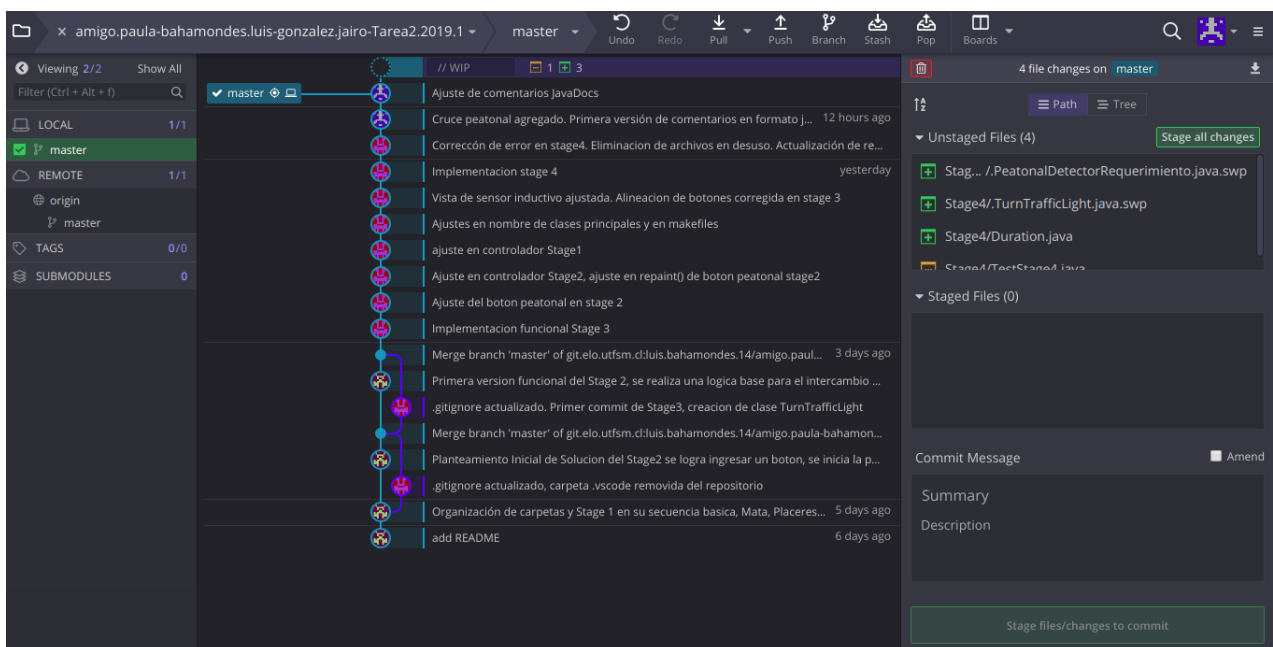 amigo.paula-bahamondes.luis-gonzalez.jairo-Tarea2.2019.1
master
Undo
Redo
Pull
Push
Branch
Stash
Pop
Boards
Viewing 2/2 Show All
Filter (Ctrl + Alt + f)
LOCAL 1/1
master
REMOTE 1/1
origin
master
TAGS 0/0
SUBMODULES 0
// WIP 1 3
master
Ajuste de comentarios JavaDocs
Cruce peatonal agregado. Primera versión de comentarios en formato j... 12 hours ago
Correccón de error en stage4. Eliminacion de archivos en desuso. Actualización de re...
Implementacion stage 4 yesterday
Vista de sensor inductivo ajustada. Alineacion de botones corregida en stage 3
Ajustes en nombre de clases principales y en makefiles
ajuste en controlador Stage1
Ajuste en controlador Stage2, ajuste en repaint() de boton peatonal stage2
Ajuste del boton peatonal en stage 2
Implementacion funcional Stage 3
Merge branch 'master' of git.elo.utfsm.cl:luis.bahamondes.14/amigo.paul... 3 days ago
Primera version funcional del Stage 2, se realiza una logica base para el intercambio ...
.gitignore actualizado. Primer commit de Stage3, creacion de clase TurnTrafficLight
Merge branch 'master' of git.elo.utfsm.cl:luis.bahamondes.14/amigo.paula-bahamon...
Planteamiento Inicial de Solucion del Stage2 se logra ingresar un boton, se inicia la p...
.gitignore actualizado, carpeta .vscode removida del repositorio
Organización de carpetas y Stage 1 en su secuencia basica, Mata, Placeres... 5 days ago
add README 6 days ago
4 file changes on master
Path Tree
Unstaged Files (4) Stage all changes
Stag... /.PeatonalDetectorRequerimiento.java.swp
Stage4/.TurnTrafficLight.java.swp
Stage4/Duration.java
Stage4/TestStage4.java
Staged Files (0)
Commit Message Amend
Summary
Description
Stage files/changes to commit